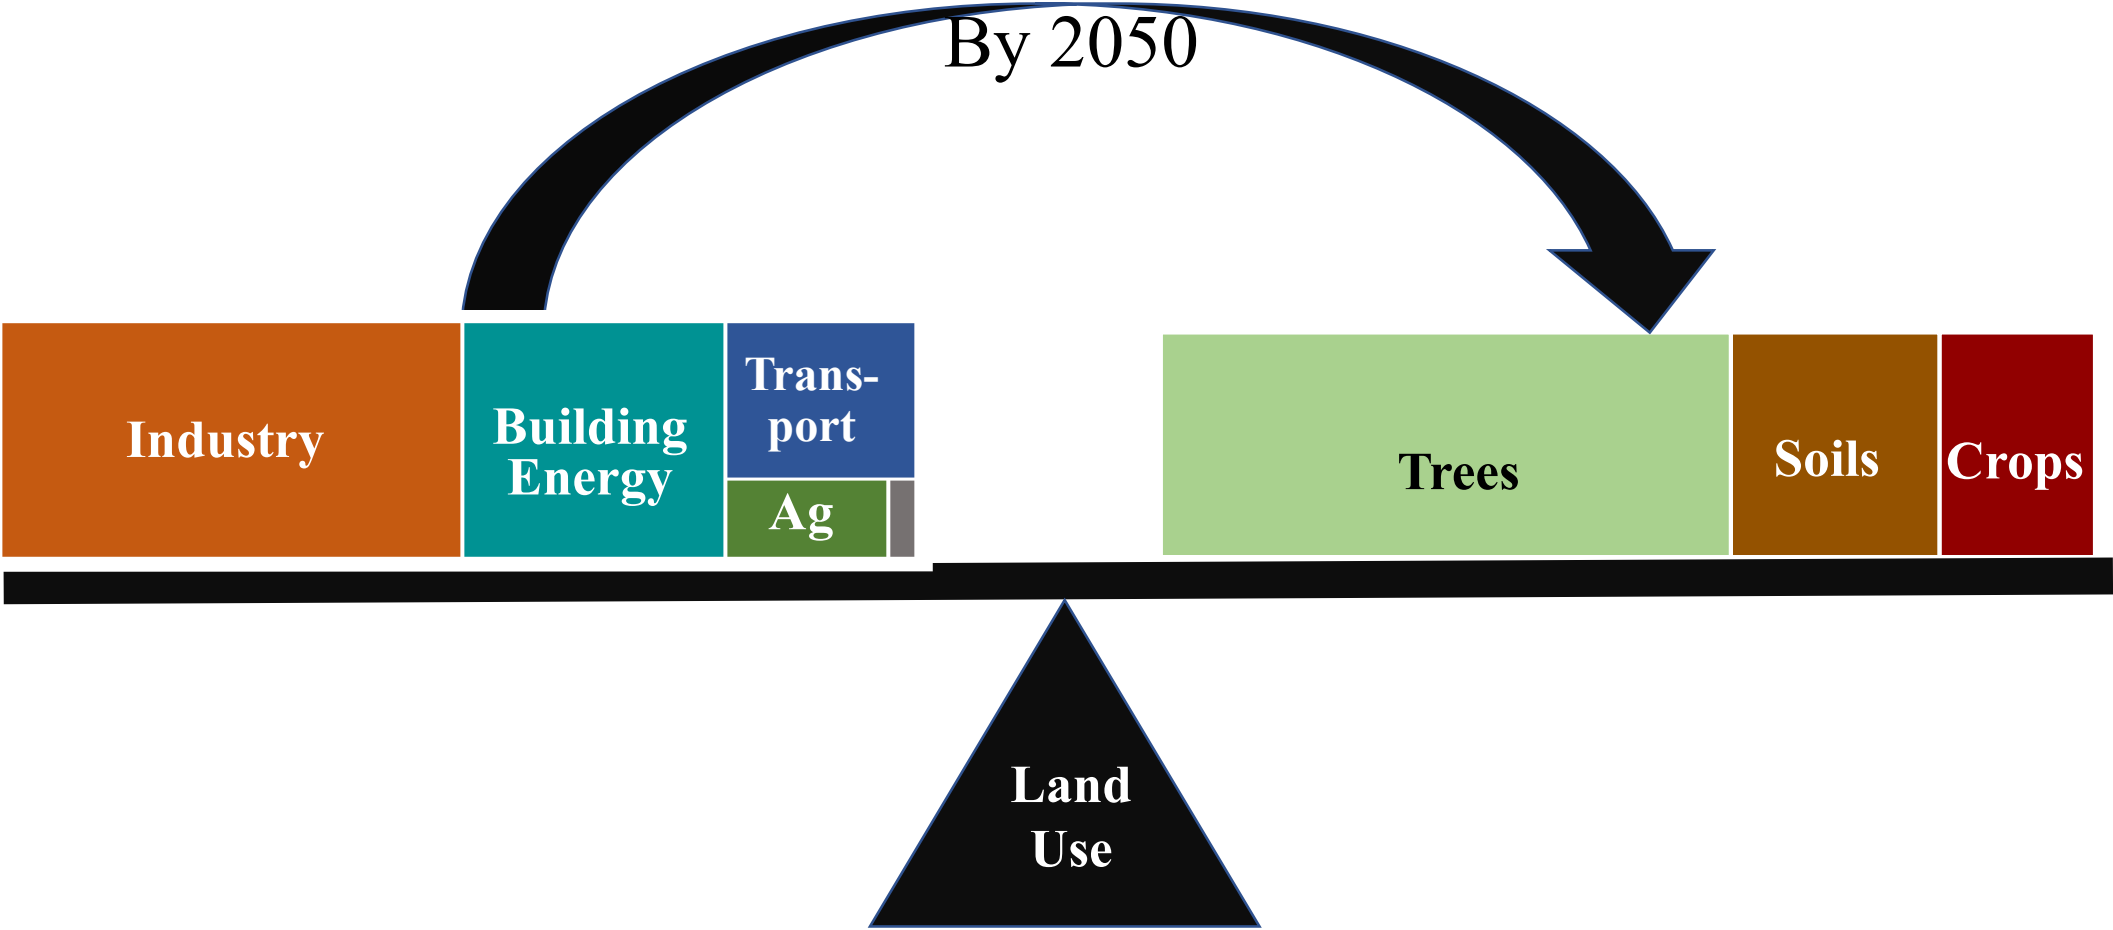 By 2050
Industry
Building
Energy
Trans-
port
Ag
Trees
Soils
Crops
Land
Use